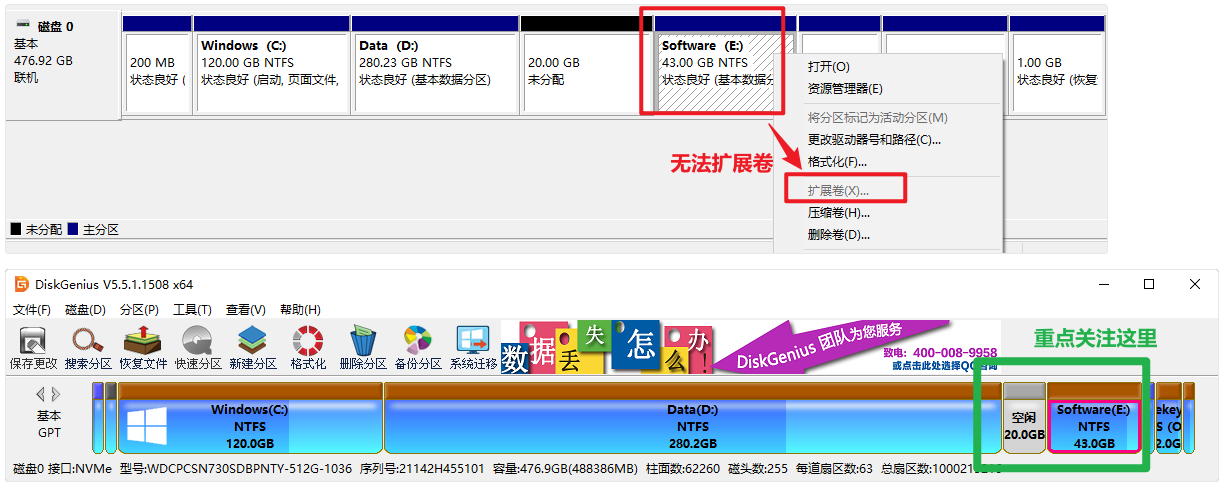 磁盘 0
基本
476.92 GB
联机
200 MB
状态良好 (
Windows (C:)
120.00 GB NTFS
状态良好 (启动, 页面文件,
Data (D:)
280.23 GB NTFS
状态良好 (基本数据分区)
20.00 GB
未分配
Software (E:)
43.00 GB NTFS
状态良好 (基本数据分
1.00 GB
状态良好 (恢复
打开(O)
资源管理器(E)
将分区标记为活动分区(M)
更改驱动器号和路径(C)...
格式化(F)...
扩展卷(X)...
压缩卷(H)...
删除卷(D)...
无法扩展卷
未分配 主分区
DiskGenius V5.5.1.1508 x64
文件(F) 磁盘(D) 分区(P) 工具(T) 查看(V) 帮助(H)
保存更改 搜索分区 恢复文件 快速分区 新建分区 格式化 删除分区 备份分区 系统迁移
数据丢失怎么办!
DiskGenius 团队为您服务
致电：400-008-9958
或点击此处选择QQ咨询
重点关注这里
基本
GPT
Windows(C:)
NTFS
120.0GB
Data(D:)
NTFS
280.2GB
空闲
20.0GB
Software(E:)
NTFS
43.0GB
ekey
S (O
2.0G
磁盘0 接口:NVMe 型号:WDCPCSN730SDBPNTY-512G-1036 序列号:21142H455101 容量:476.9GB(488386MB) 柱面数:62260 磁头数:255 每道扇区数:63 总扇区数:1000215216